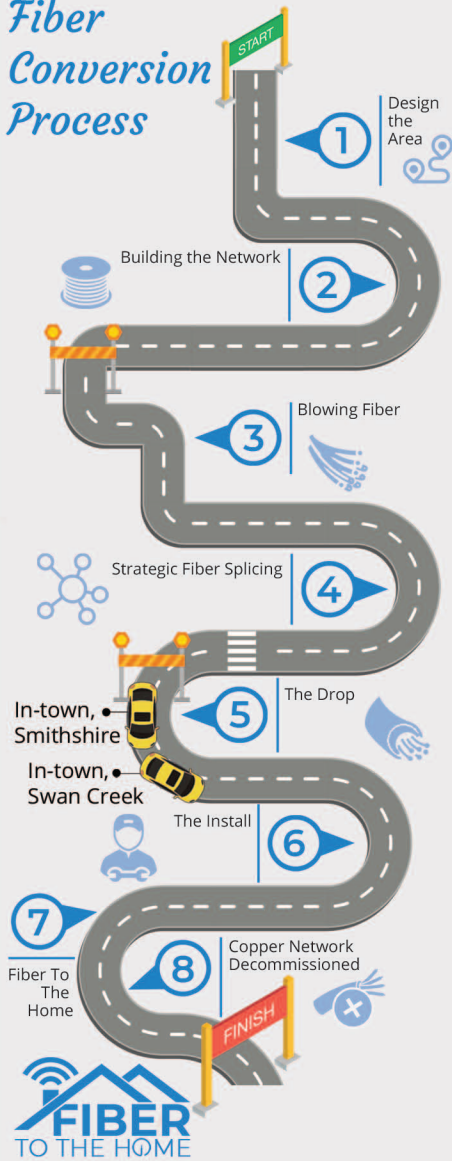 Fiber
Conversion
Process
START
1
Design
the
Area
Building the Network
2
3
Blowing Fiber
Strategic Fiber Splicing
4
5
The Drop
In-town,
Smithshire
In-town,
Swan Creek
The Install
6
7
Fiber To
The
Home
8
Copper Network
Decommissioned
FINISH
FIBER
TO THE HOME